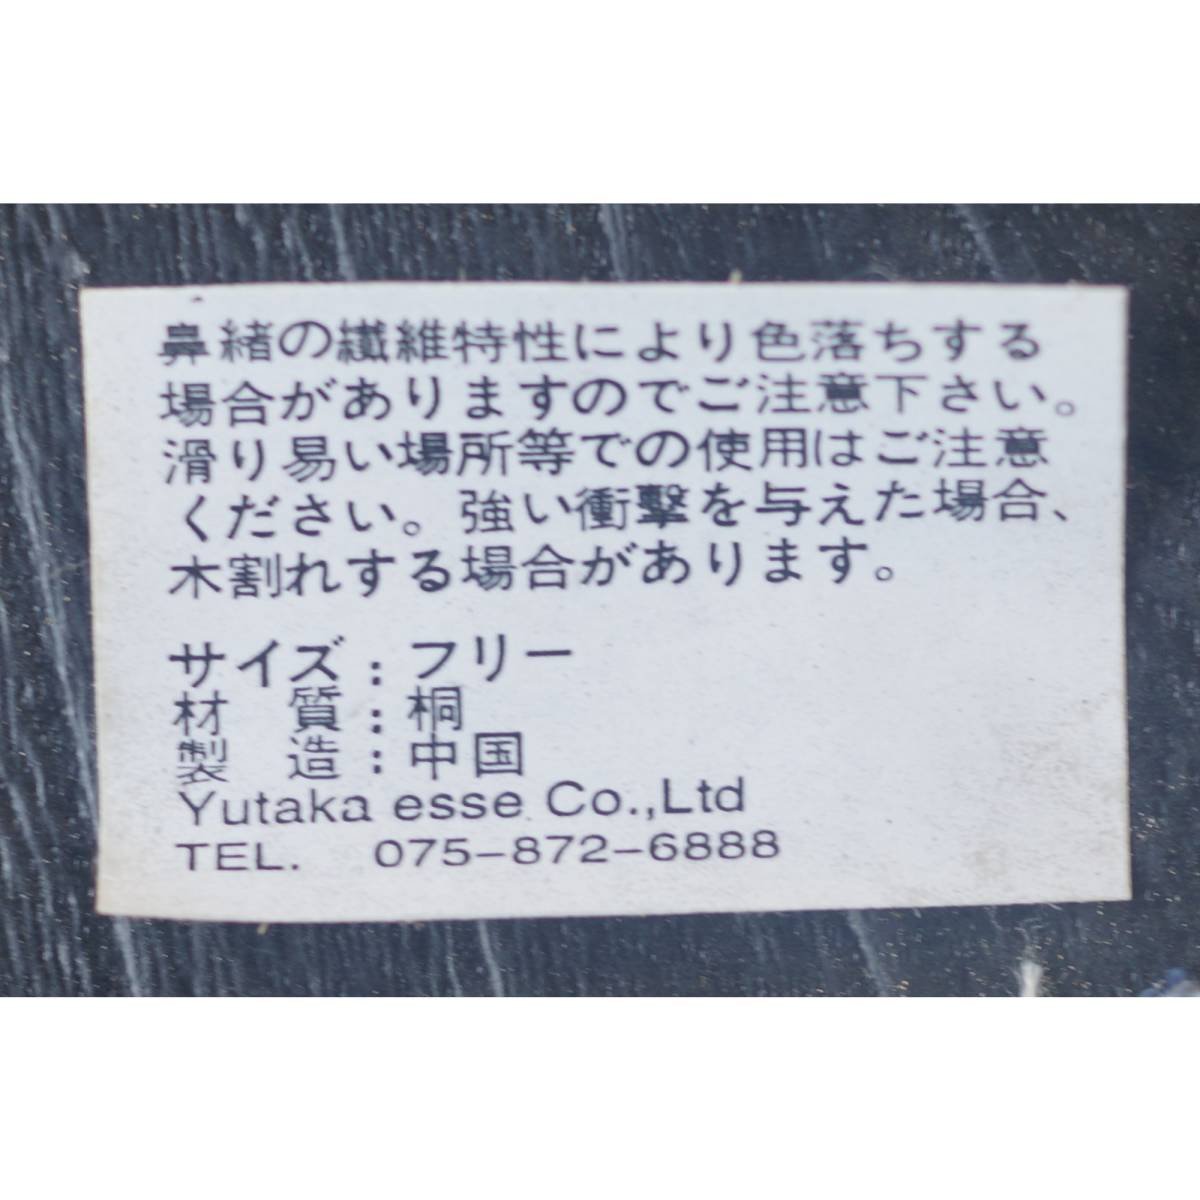 鼻緒の繊維特性により色落ちする
場合がありますのでご注意下さい。
滑り易い場所等での使用はご注意
ください。強い衝撃を与えた場合、
木割れする場合があります。
サイズ：フリー
材　質：桐
製　造：中国
Yutaka esse Co.,Ltd
TEL. 075-872-6888